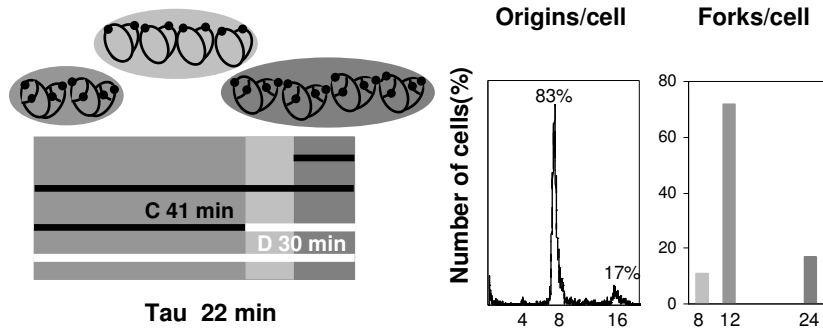 Origins/cell
Forks/cell
C 41 min
D 30 min
Tau 22 min
Number of cells(%)
83%
17%
4 8 16
80
60
40
20
0
8 12 24